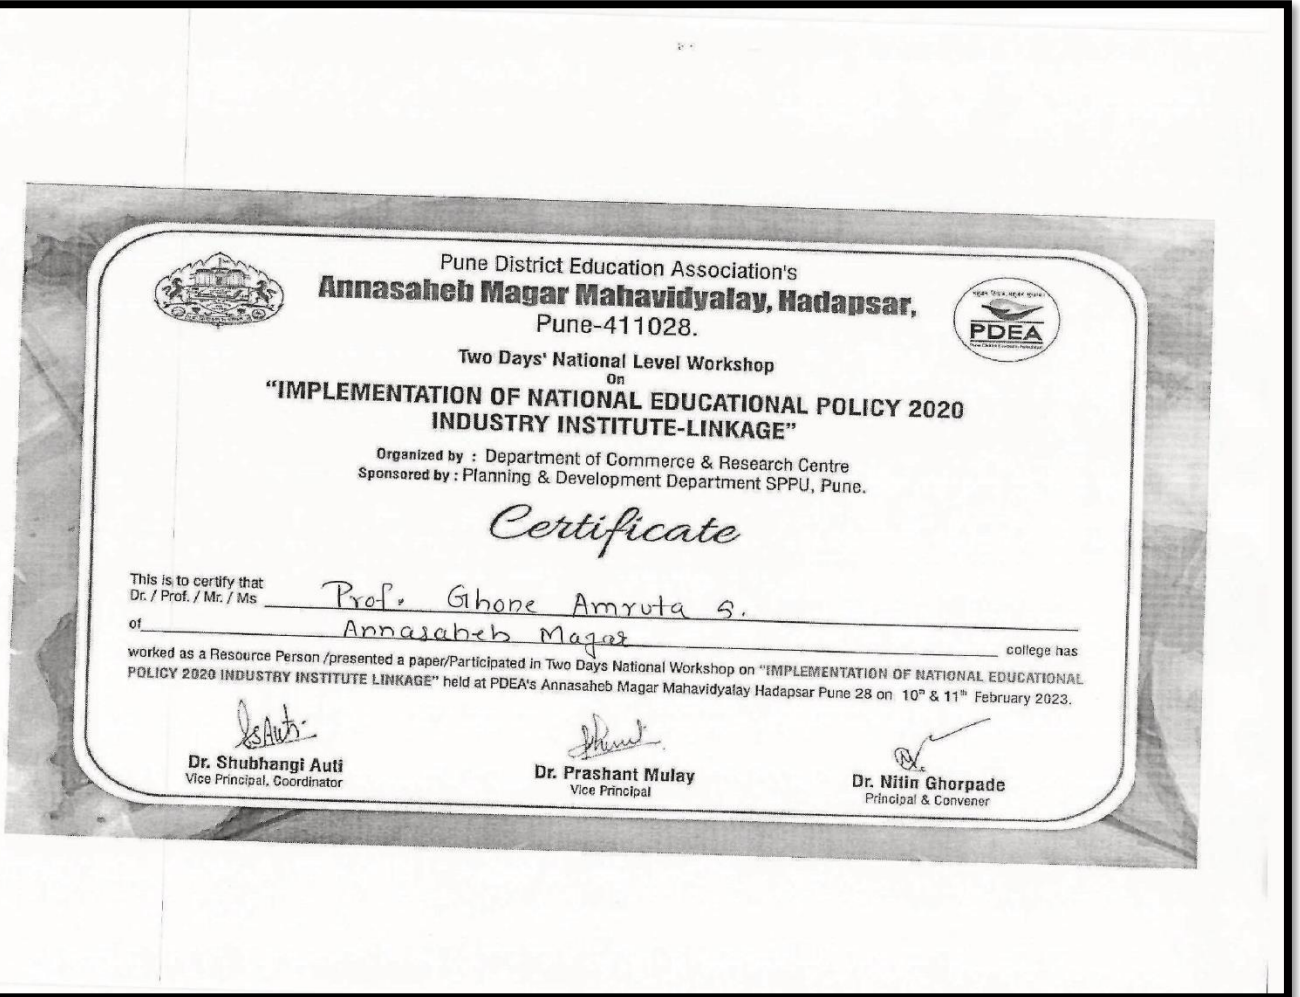 Pune District Education Association's
Annasaheb Magar Mahavidyalay, Hadapsar,
Pune-411028.
PDEA
Two Days' National Level Workshop
On
"IMPLEMENTATION OF NATIONAL EDUCATIONAL POLICY 2020
INDUSTRY INSTITUTE-LINKAGE"
Organized by : Department of Commerce & Research Centre
Sponsored by : Planning & Development Department SPPU, Pune.
Certificate
This is to certify that
Dr. / Prof. / Mr. / Ms Prof. Ghone Amruta S.
of Annasaheb Magar college has
worked as a Resource Person /presented a paper/Participated in Two Days National Workshop on "IMPLEMENTATION OF NATIONAL EDUCATIONAL
POLICY 2020 INDUSTRY INSTITUTE LINKAGE" held at PDEA's Annasaheb Magar Mahavidyalay Hadapsar Pune 28 on 10th & 11th February 2023.
Dr. Shubhangi Auti
Vice Principal, Coordinator
Dr. Prashant Mulay
Vice Principal
Dr. Nitin Ghorpade
Principal & Convener